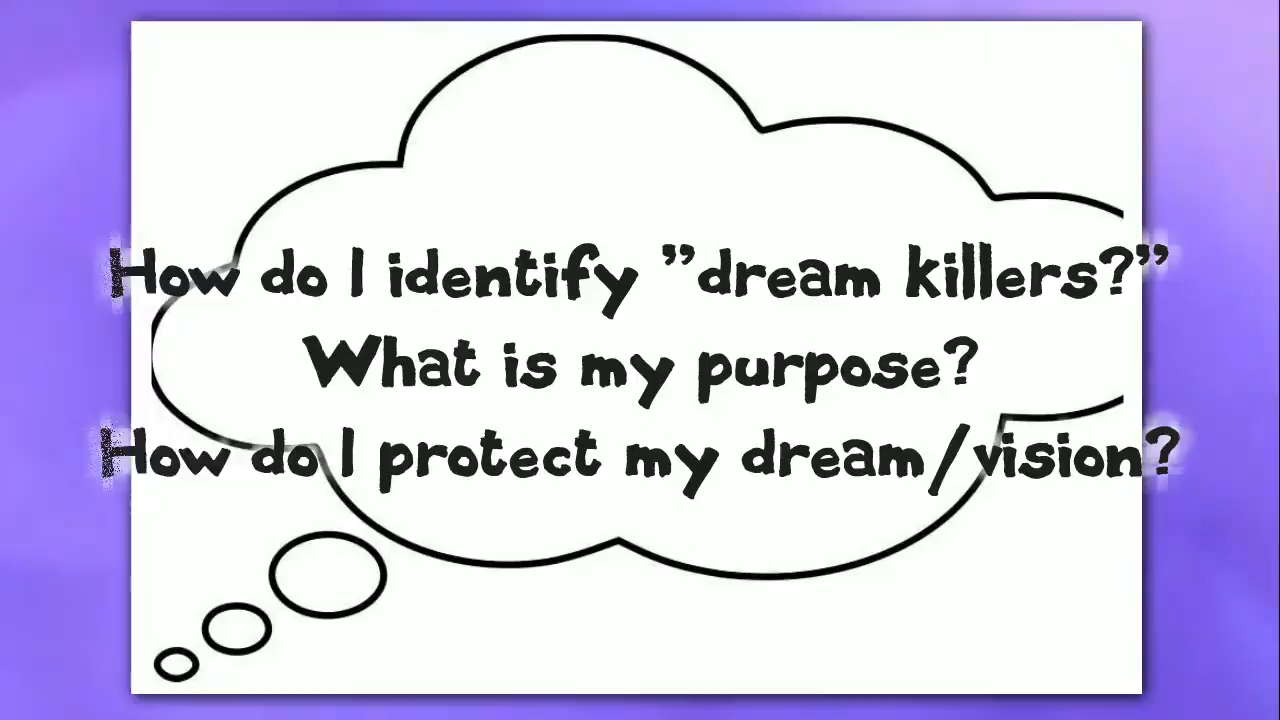 How do I identify ”dream killers?”
What is my purpose?
How do I protect my dream/vision?